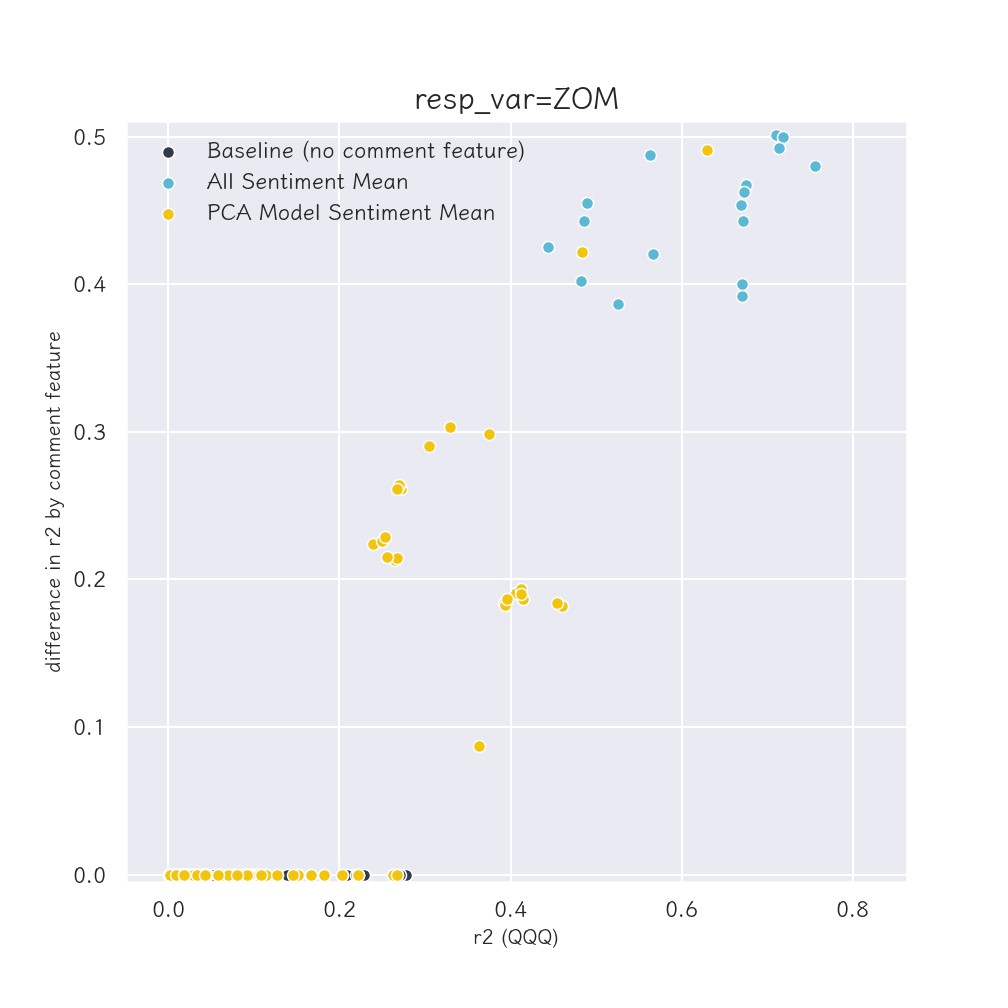 resp_var=ZOM
0.5
0.4
0.3
0.2
0.1
0.0
difference in r2 by comment feature
Baseline (no comment feature)
All Sentiment Mean
PCA Model Sentiment Mean
0.0 0.2 0.4 0.6 0.8
r2 (QQQ)